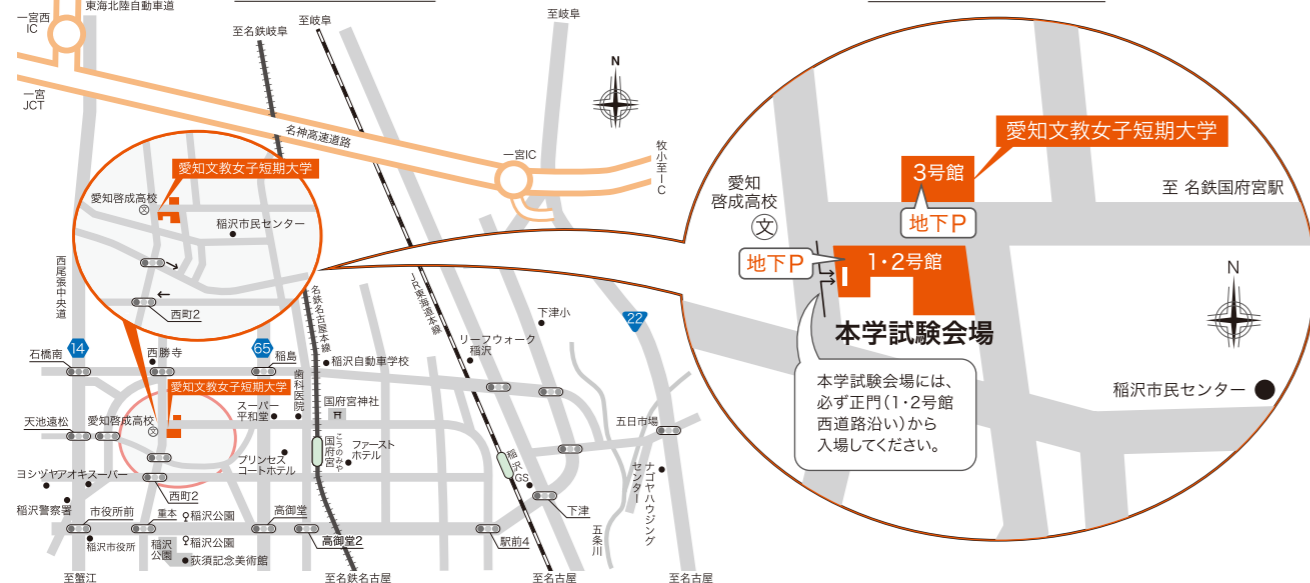 東海北陸自動車道
一宮西
IC
至名鉄岐阜
至岐阜
至岐阜
一宮
JCT
名神高速道路
一宮IC
牧小至IC
N
愛知文教女子短期大学
愛知啓成高校
文
稲沢市民センター
西町2
西尾張中央道
名鉄名古屋本線
JR東海道本線
下津小
22
リーフウォーク
稲沢
石橋南
14
西勝寺
65
稲島
稲沢自動車学校
愛知文教女子短期大学
歯科医院
国府宮神社
スーパー
平和堂
天池遠松
愛知啓成高校
文
五日市場
国府宮
こうのみや
ファースト
ホテル
プリンセス
コートホテル
稲沢
GS
ナゴヤハウジング
センター
ヨシヅヤアオキスーパー
西町2
稲沢警察署
市役所前
重本
稲沢公園
高御堂
下津
稲沢市役所
稲沢
公園
稲沢公園
高御堂2
駅前4
五条川
荻須記念美術館
至蟹江
至名鉄名古屋
至名古屋
至名古屋
愛知文教女子短期大学
3号館
愛知
啓成高校
文
至 名鉄国府宮駅
地下P
地下P
1・2号館
N
本学試験会場
本学試験会場には、
必ず正門(1・2号館
西道路沿い)から
入場してください。
稲沢市民センター